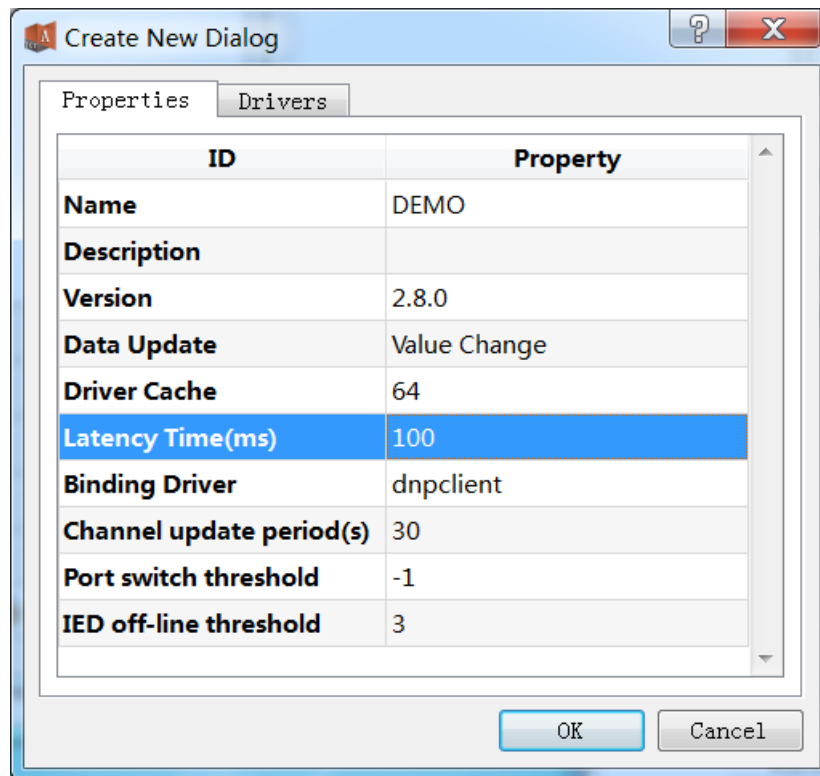 Create New Dialog
Properties Drivers
ID Property
Name DEMO
Description
Version 2.8.0
Data Update Value Change
Driver Cache 64
Latency Time(ms) 100
Binding Driver dnpclient
Channel update period(s) 30
Port switch threshold -1
IED off-line threshold 3
OK Cancel